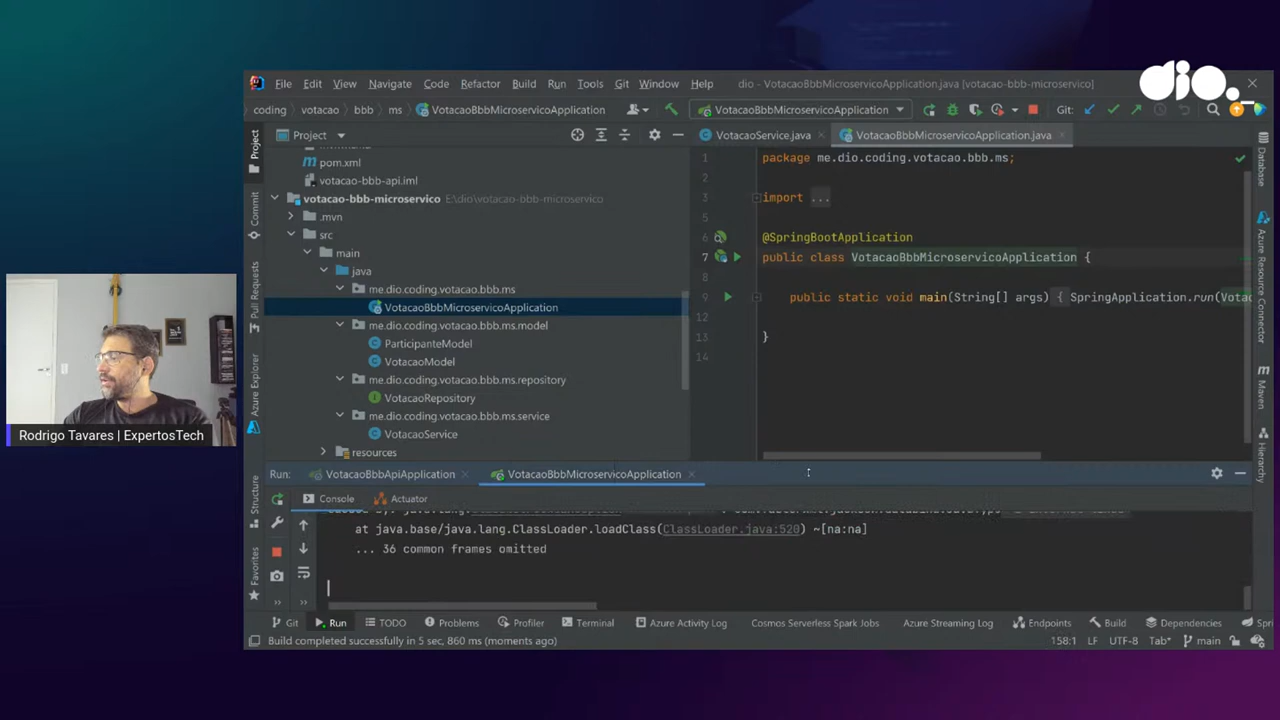 dio.
File Edit View Navigate Code Refactor Build Run Tools Git Window Help dio - VotacaoBbbMicroservicoApplication.java [votacao-bbb-microservico]
coding votacao bbb ms VotacaoBbbMicroservicoApplication VotacaoBbbMicroservicoApplication Git:
Project
VotacaoService.java VotacaoBbbMicroservicoApplication.java
pom.xml
votacao-bbb-api.iml
votacao-bbb-microservico E:\dio\votacao-bbb-microservico
.mvn
src
main
java
me.dio.coding.votacao.bbb.ms
VotacaoBbbMicroservicoApplication
me.dio.coding.votacao.bbb.ms.model
ParticipanteModel
VotacaoModel
me.dio.coding.votacao.bbb.ms.repository
VotacaoRepository
me.dio.coding.votacao.bbb.ms.service
VotacaoService
resources
1 package me.dio.coding.votacao.bbb.ms;
2
3 import ...
5
6 @SpringBootApplication
7 public class VotacaoBbbMicroservicoApplication {
8
9 public static void main(String[] args) { SpringApplication.run(Votac
12
13 }
14
Project
Commit
Pull Requests
Azure Explorer
Structure
Favorites
Database
Azure Resource Connector
Maven
Hierarchy
Rodrigo Tavares | ExpertosTech
Run: VotacaoBbbApiApplication VotacaoBbbMicroservicoApplication
Console Actuator
at java.base/java.lang.ClassLoader.loadClass(ClassLoader.java:520) ~[na:na]
... 36 common frames omitted
Git Run TODO Problems Profiler Terminal Azure Activity Log Cosmos Serverless Spark Jobs Azure Streaming Log Endpoints Build Dependencies Spri
Build completed successfully in 5 sec, 860 ms (moments ago) 158:1 LF UTF-8 Tab* main